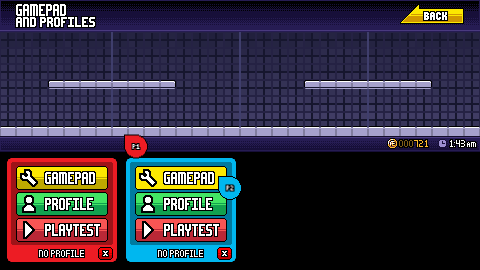 GAMEPAD
AND PROFILES
BACK
000721
1:43AM
P1
GAMEPAD
PROFILE
PLAYTEST
NO PROFILE
X
GAMEPAD
P2
PROFILE
PLAYTEST
NO PROFILE
X